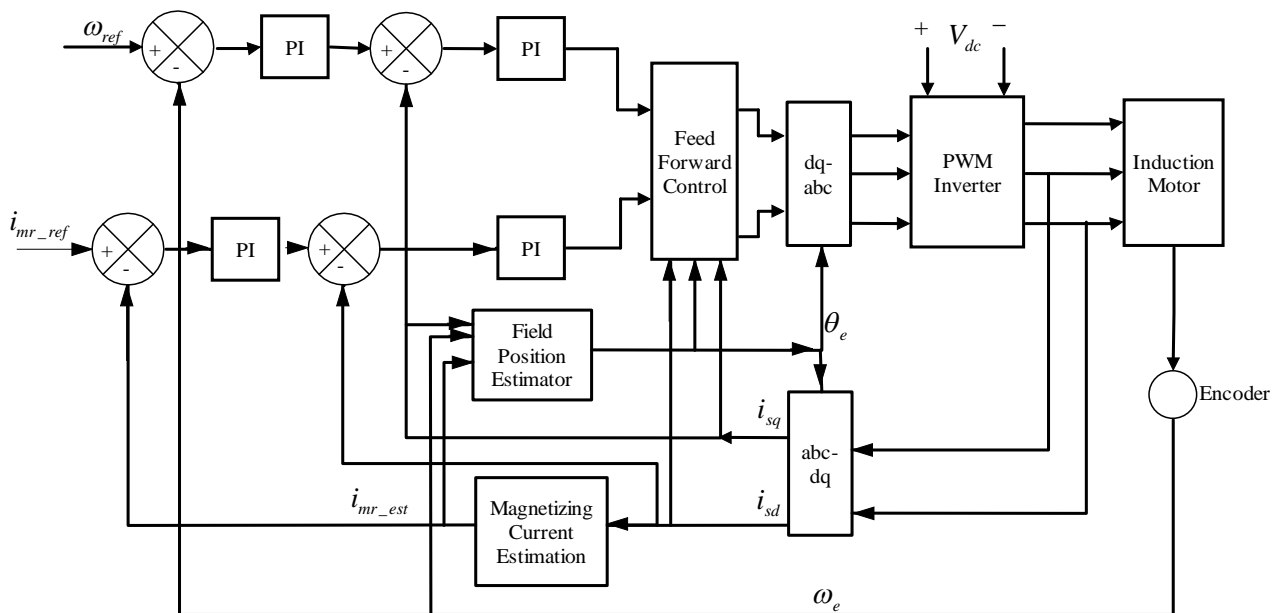 ω_ref
+
-
PI
+
-
PI
+ V_dc −
Feed
Forward
Control
dq-
abc
PWM
Inverter
Induction
Motor
i_mr_ref
+
-
PI
+
-
PI
Field
Position
Estimator
θ_e
Encoder
i_sq
abc-
dq
i_mr_est
Magnetizing
Current
Estimation
i_sd
ω_e